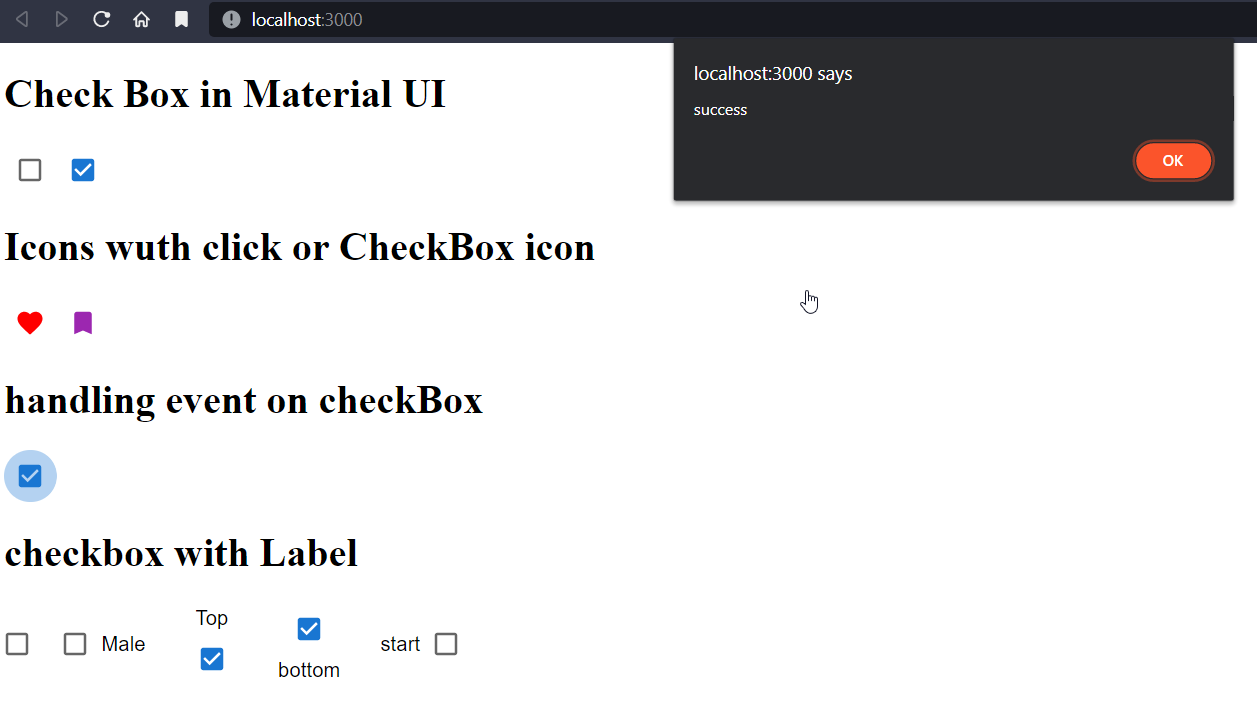 localhost:3000
localhost:3000 says
success
OK
Check Box in Material UI
Icons wuth click or CheckBox icon
handling event on checkBox
checkbox with Label
Top
Male
start
bottom